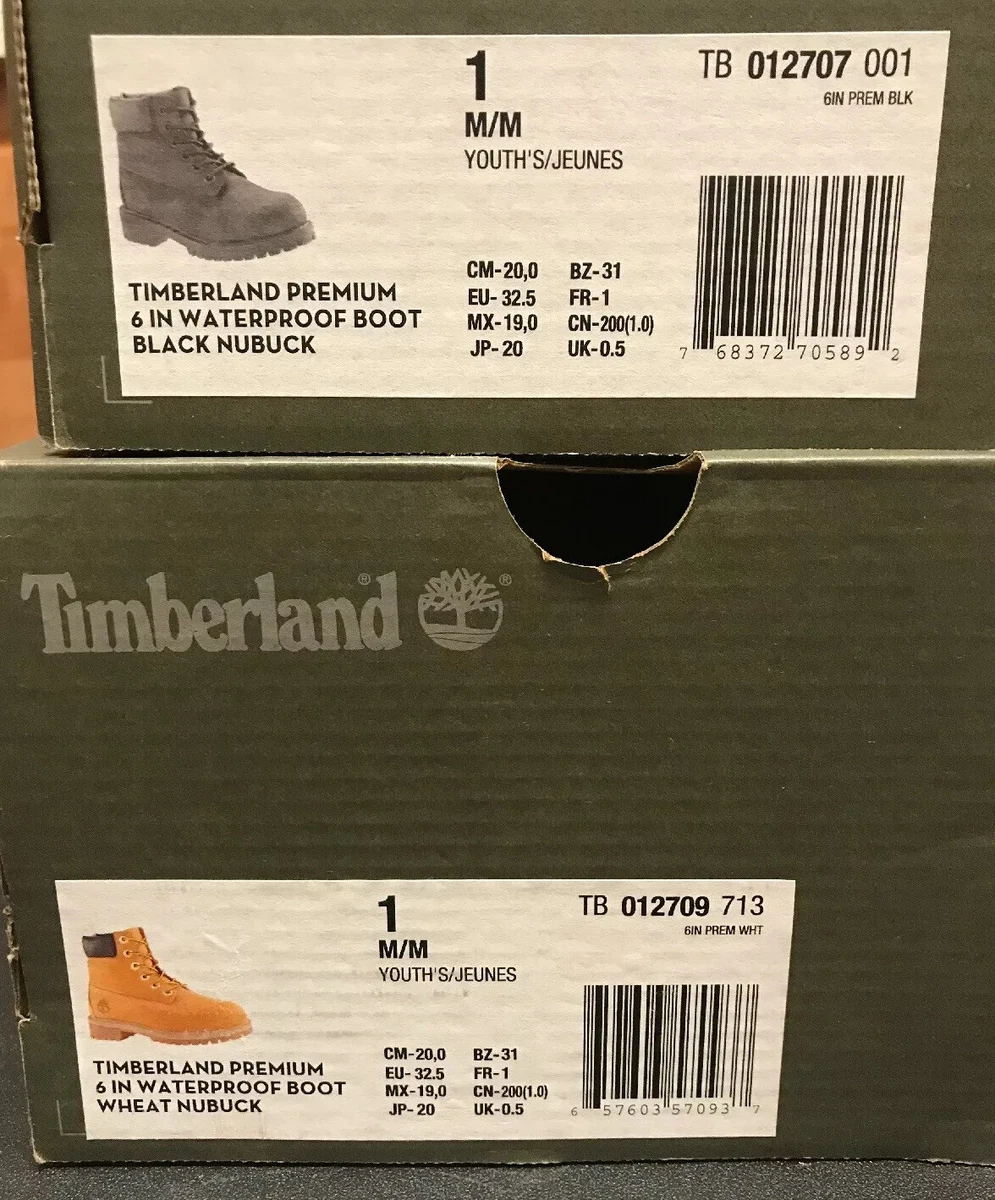 1
M/M
YOUTH'S/JEUNES
TB 012707 001
6IN PREM BLK
TIMBERLAND PREMIUM
6 IN WATERPROOF BOOT
BLACK NUBUCK
CM-20,0 BZ-31
EU- 32.5 FR-1
MX-19,0 CN-200(1.0)
JP-20 UK-0.5
7 68372 70589 2
Timberland® ®
1
M/M
YOUTH'S/JEUNES
TB 012709 713
6IN PREM WHT
TIMBERLAND PREMIUM
6 IN WATERPROOF BOOT
WHEAT NUBUCK
CM-20,0 BZ-31
EU- 32.5 FR-1
MX-19,0 CN-200(1.0)
JP-20 UK-0.5
6 57603 57093 7